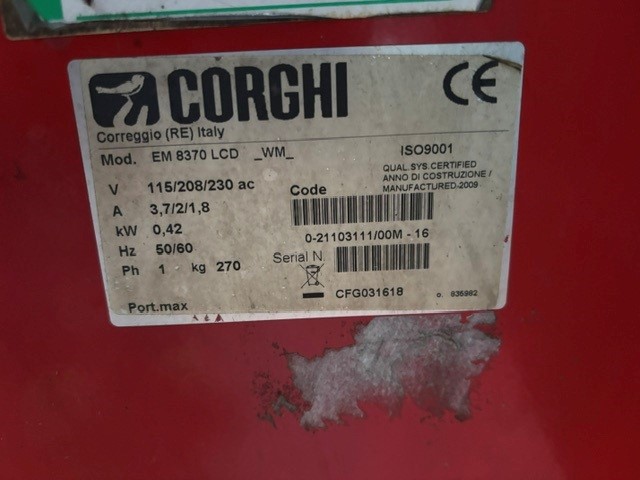 CORGHI
CE
Correggio (RE) Italy
Mod. EM 8370 LCD _WM_
ISO9001
QUAL.SYS.CERTIFIED
ANNO DI COSTRUZIONE /
MANUFACTURED-2009
V 115/208/230 ac
A 3,7/2/1,8
kW 0,42
Hz 50/60
Ph 1 kg 270
Port.max
Code
0-21103111/00M - 16
Serial N.
CFG031618
o. 835982